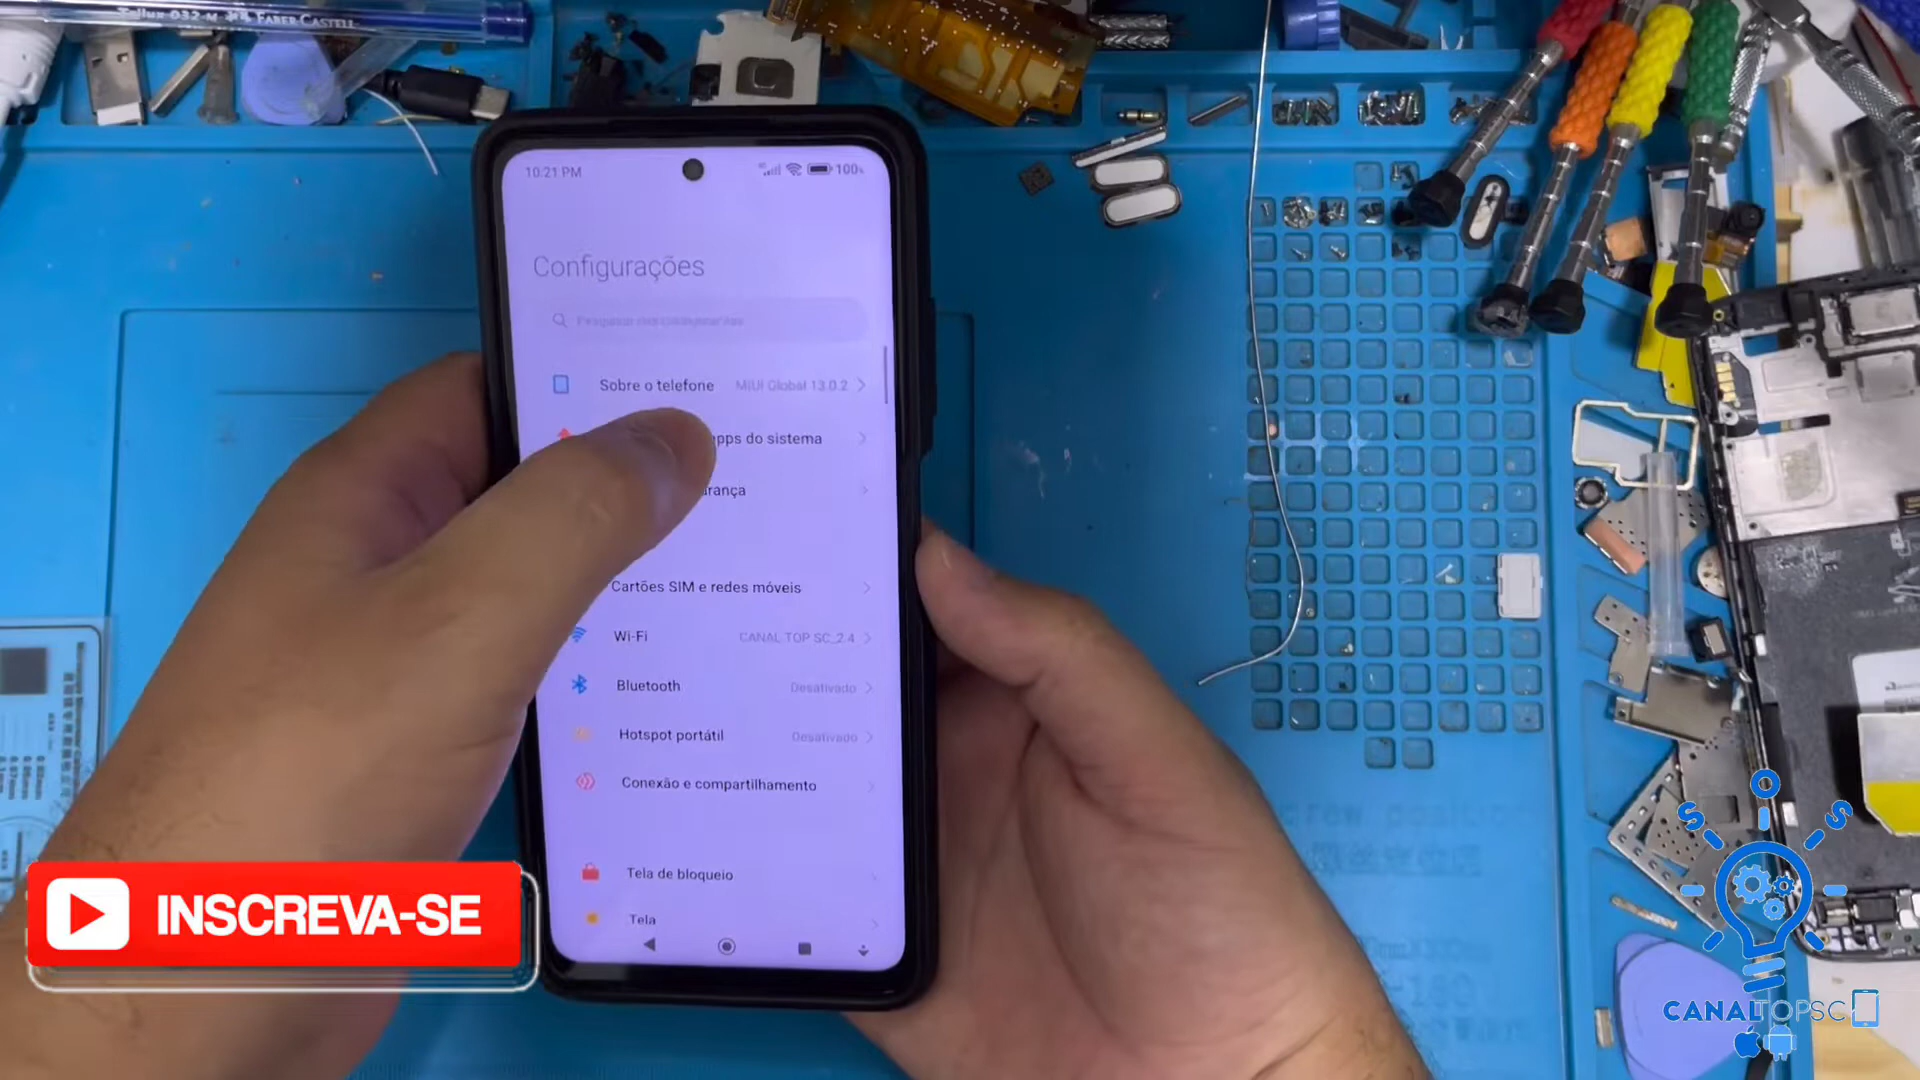 FABER CASTELL
10:21 PM
100
Configurações
Sobre o telefone MIUI Global 13.0.2
apps do sistema
rança
Cartões SIM e redes móveis
Wi-Fi CANAL TOP SC_2.4
Bluetooth Desativado
Hotspot portátil Desativado
Conexão e compartilhamento
Tela de bloqueio
Tela
INSCREVA-SE
S O S
CANALTOPSC